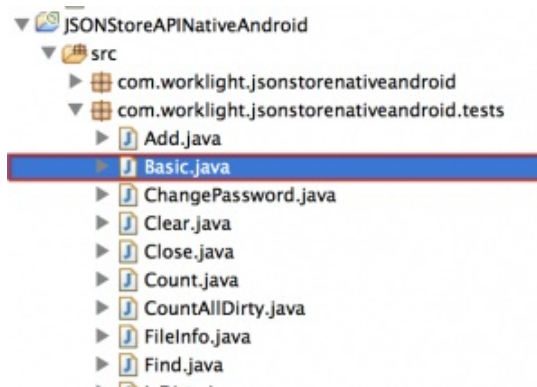 JSONStoreAPINativeAndroid
src
com.worklight.jsonstorenativeandroid
com.worklight.jsonstorenativeandroid.tests
Add.java
Basic.java
ChangePassword.java
Clear.java
Close.java
Count.java
CountAllDirty.java
FileInfo.java
Find.java